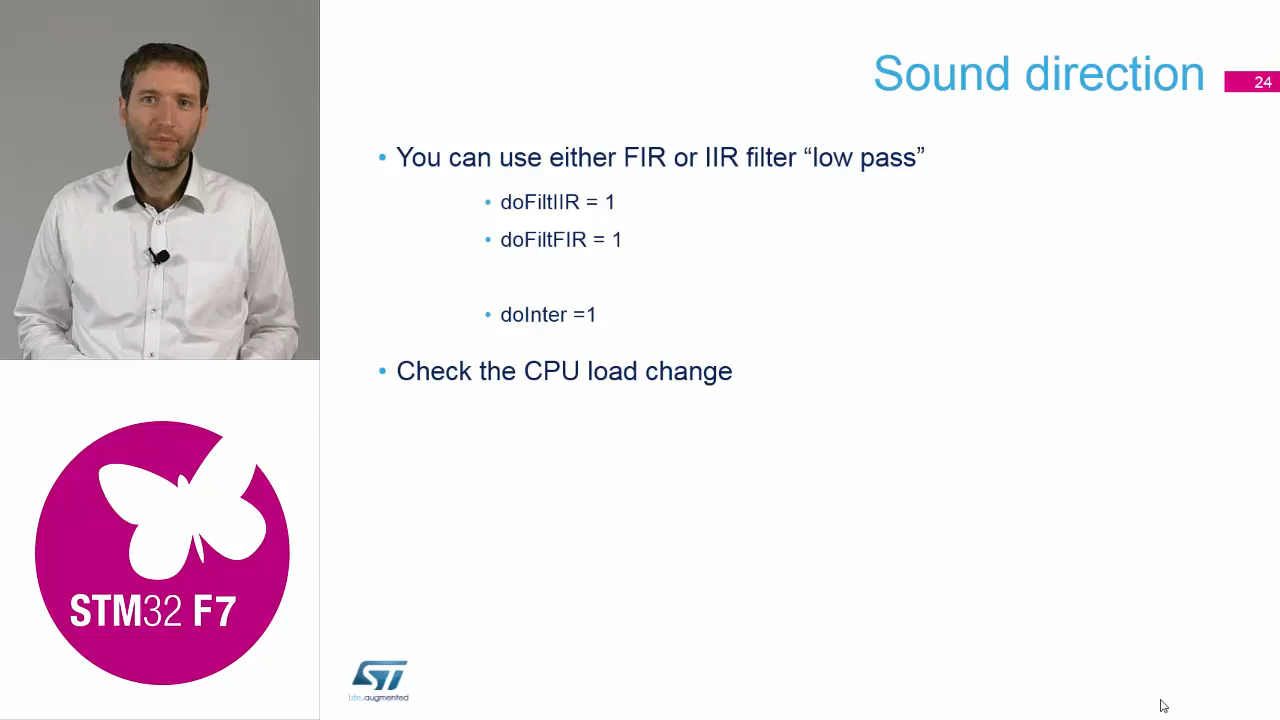 Sound direction
24
• You can use either FIR or IIR filter “low pass”
• doFiltIIR = 1
• doFiltFIR = 1
• doInter =1
• Check the CPU load change
STM32 F7
ST
life.augmented